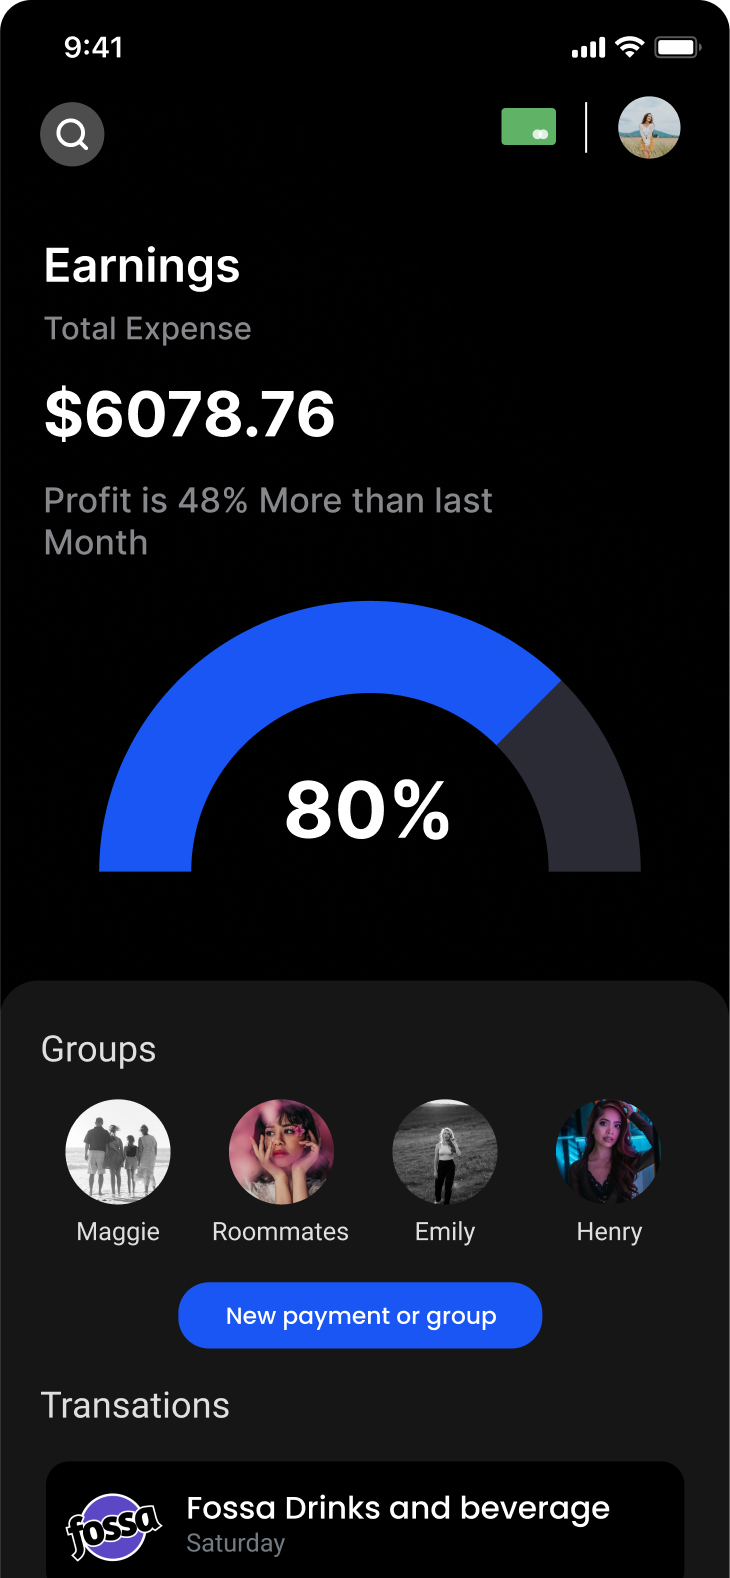 9:41
Earnings
Total Expense
$6078.76
Profit is 48% More than last
Month
80%
Groups
Maggie
Roommates
Emily
Henry
New payment or group
Transations
fossa
Fossa Drinks and beverage
Saturday